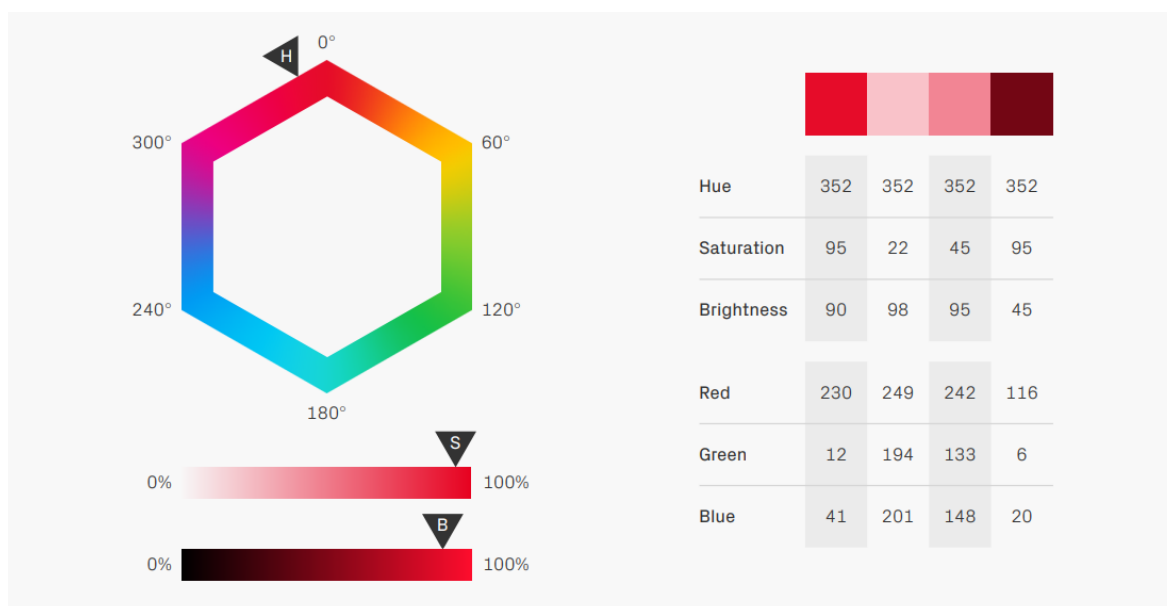 H
0°
300°
60°
240°
120°
180°
S
0%
100%
B
0%
100%
Hue 352 352 352 352
Saturation 95 22 45 95
Brightness 90 98 95 45
Red 230 249 242 116
Green 12 194 133 6
Blue 41 201 148 20